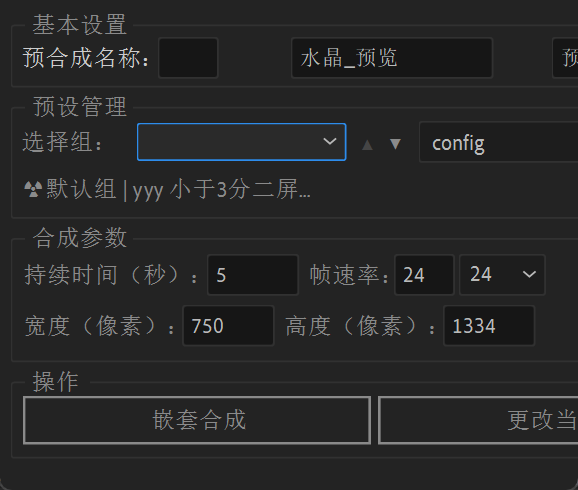 基本设置
预合成名称： 水晶_预览 预
预设管理
选择组： ▲ ▼ config
☢默认组 | yyy 小于3分二屏...
合成参数
持续时间（秒）：5 帧速率：24 24
宽度（像素）：750 高度（像素）：1334
操作
嵌套合成 更改当